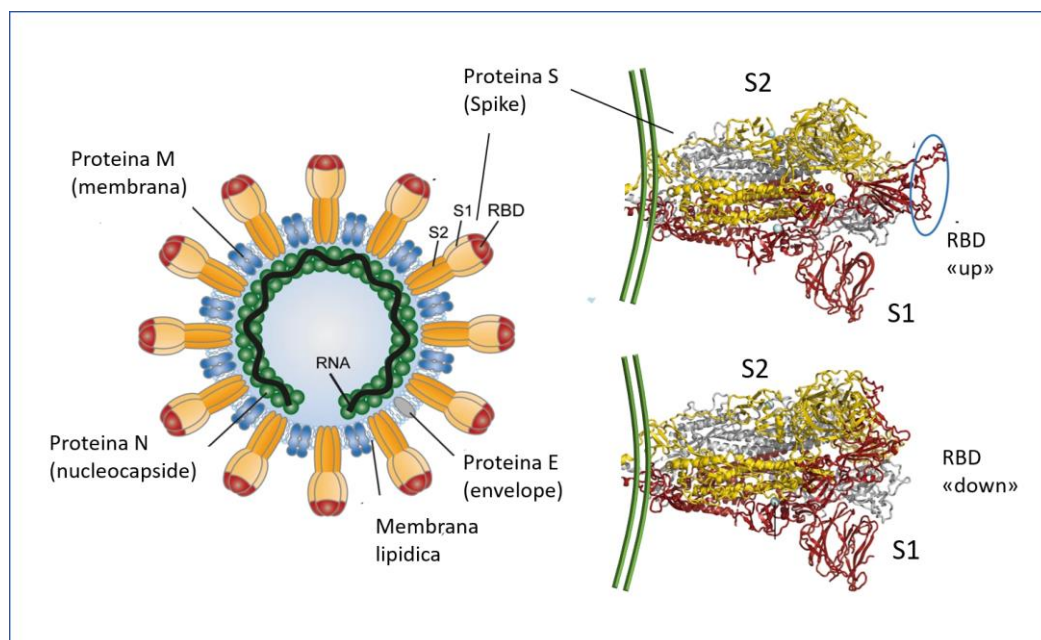 Proteina S
(Spike)
S2
Proteina M
(membrana)
S1
RBD
S2
RBD
«up»
S1
RNA
S2
Proteina N
(nucleocapside)
Proteina E
(envelope)
RBD
«down»
Membrana
lipidica
S1